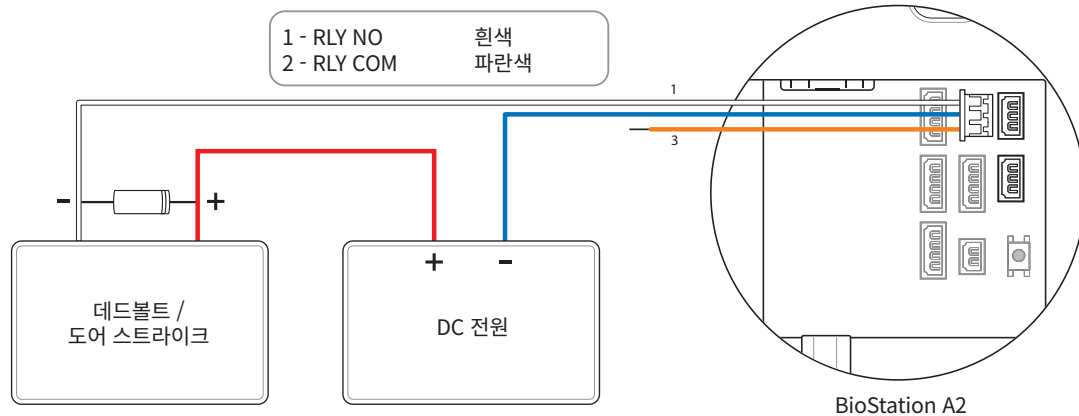 1 - RLY NO 흰색
2 - RLY COM 파란색
1
3
- +
+ -
데드볼트 /
도어 스트라이크
DC 전원
BioStation A2